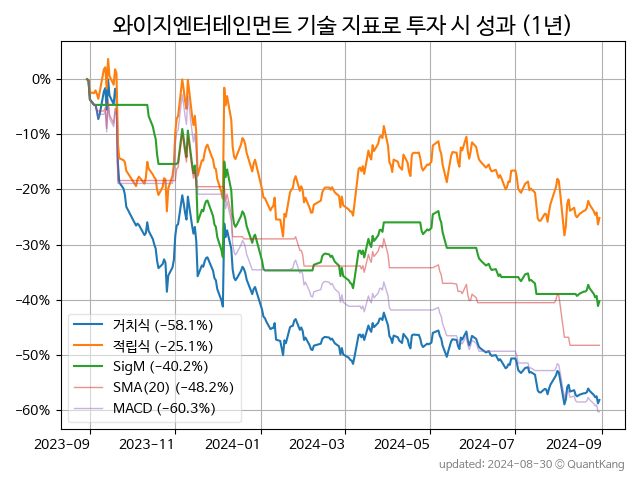 와이지엔터테인먼트 기술 지표로 투자 시 성과 (1년)
0%
−10%
−20%
−30%
−40%
−50%
−60%
거치식 (−58.1%)
적립식 (−25.1%)
SigM (−40.2%)
SMA(20) (−48.2%)
MACD (−60.3%)
2023-09 2023-11 2024-01 2024-03 2024-05 2024-07 2024-09
updated: 2024-08-30 © QuantKang